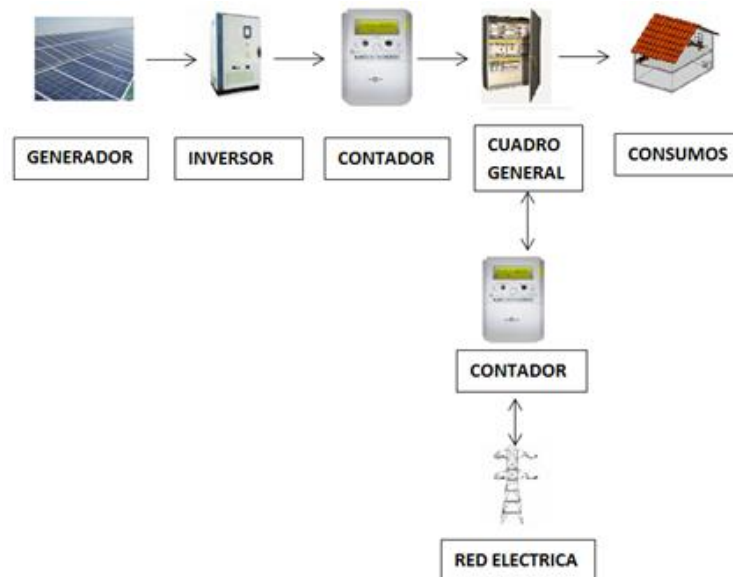 GENERADOR
INVERSOR
CONTADOR
CUADRO
GENERAL
CONSUMOS
CONTADOR
RED ELECTRICA